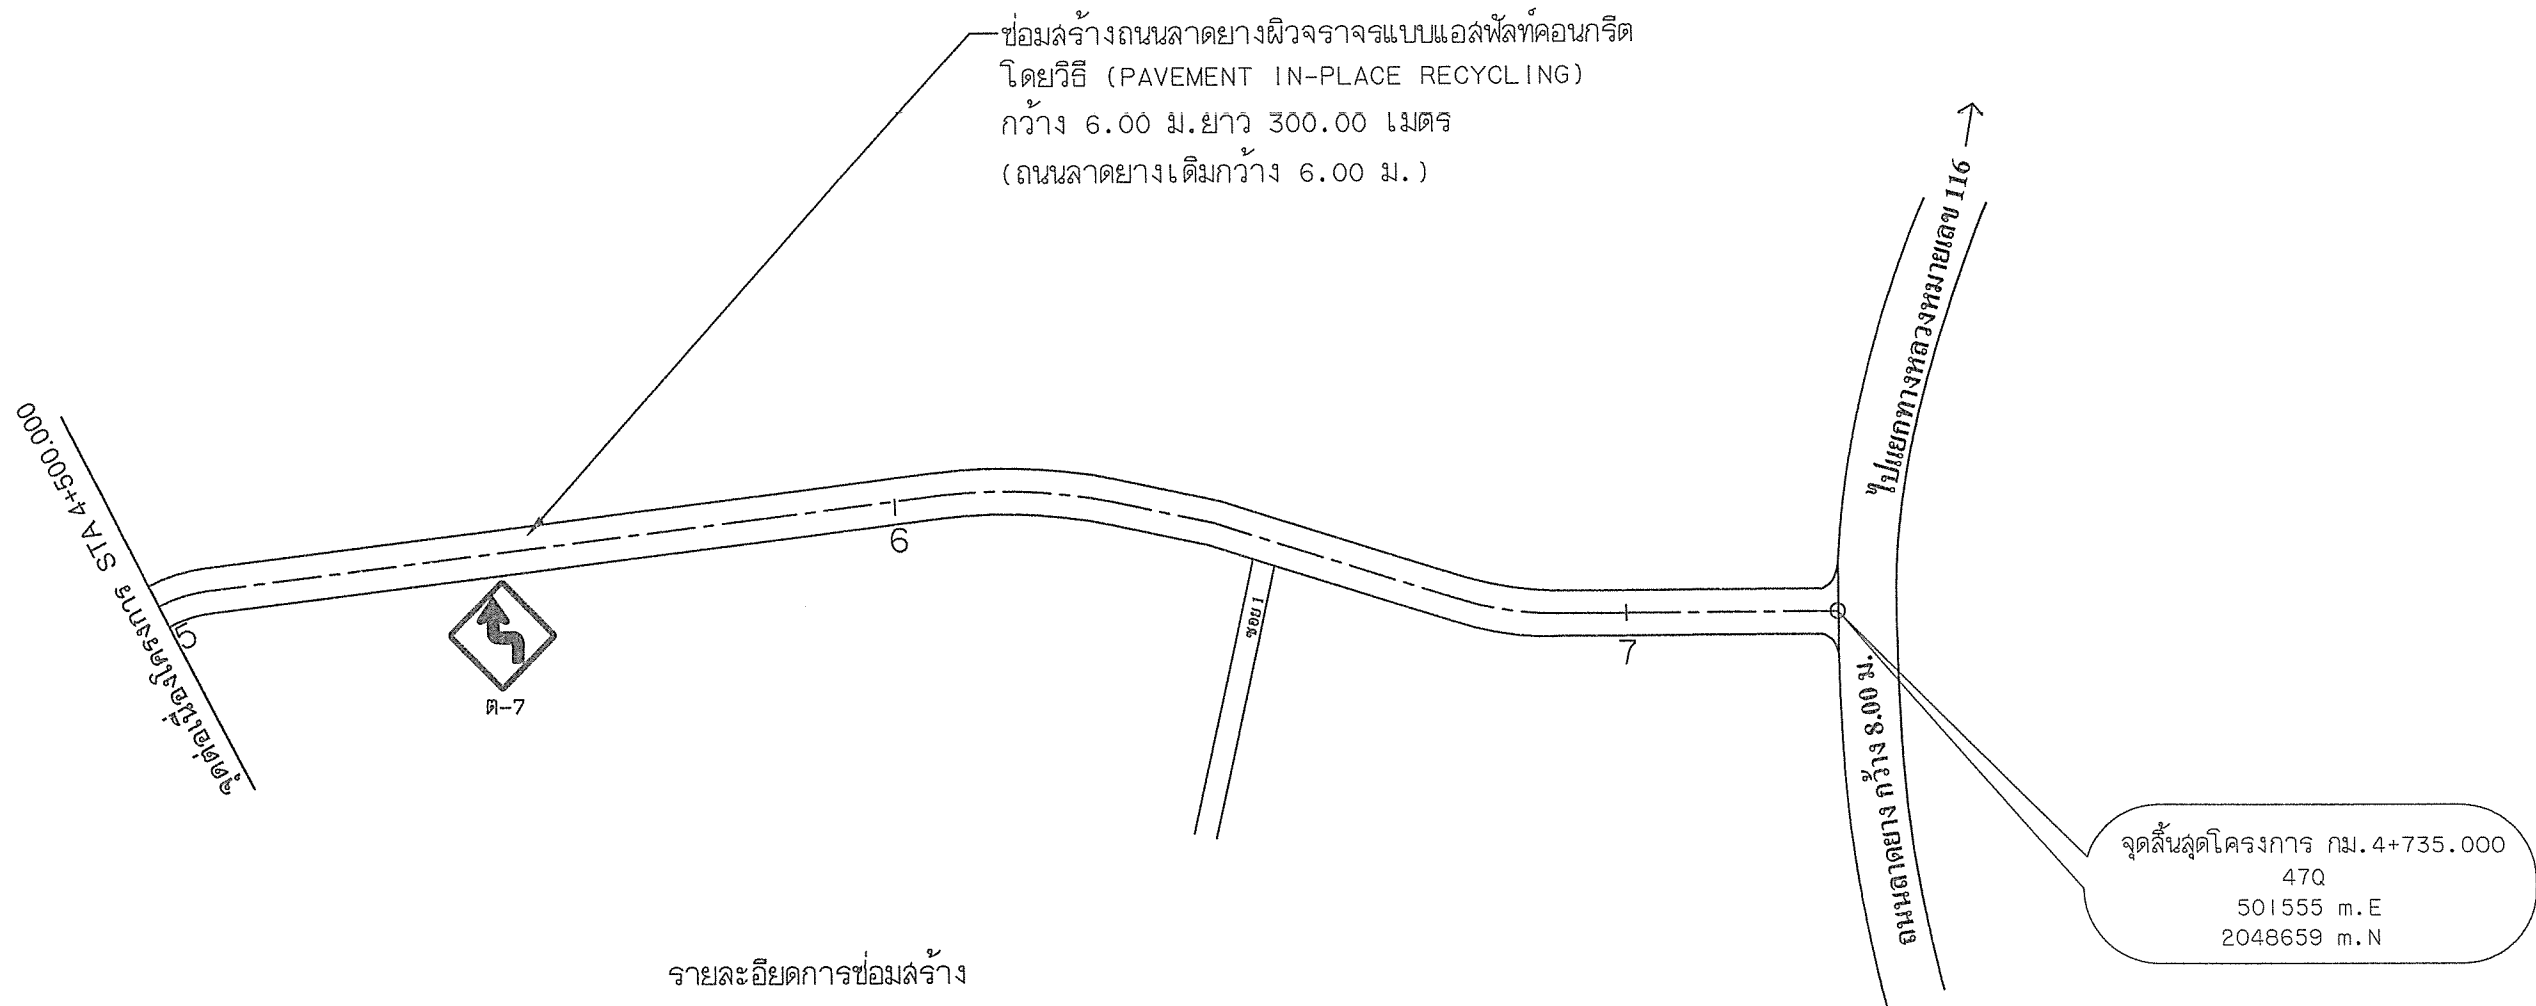 ซ่อมสร้างถนนลาดยางผิวจราจรแบบแอสฟัลท์คอนกรีต
โดยวิธี (PAVEMENT IN-PLACE RECYCLING)
กว้าง 6.00 ม.ยาว 300.00 เมตร
(ถนนลาดยางเดิมกว้าง 6.00 ม.)
ไปแยกทางหลวงหมายเลข 116
จุดต่อเนื่องโครงการ STA 4+500.000
5
6
7
ต-7
ซอย 1
ถนนลาดยาง กว้าง 8.00 ม.
จุดสิ้นสุดโครงการ กม.4+735.000
47Q
501555 m.E
2048659 m.N
รายละอียดการซ่อมสร้าง